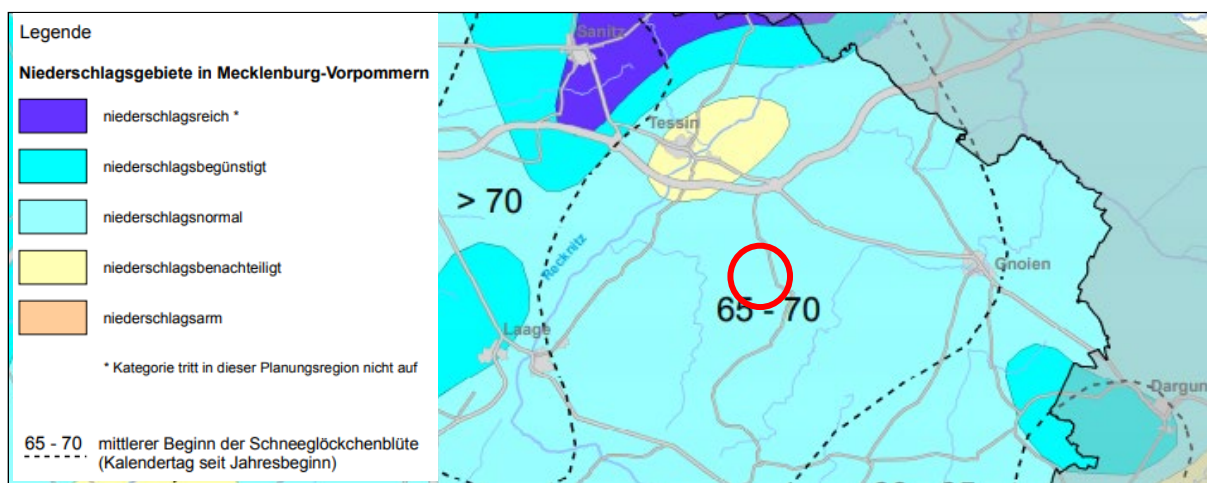 Legende
Niederschlagsgebiete in Mecklenburg-Vorpommern
niederschlagsreich *
niederschlagsbegünstigt
niederschlagsnormal
niederschlagsbenachteiligt
niederschlagsarm
* Kategorie tritt in dieser Planungsregion nicht auf
65 - 70 mittlerer Beginn der Schneeglöckchenblüte
(Kalendertag seit Jahresbeginn)
Sanitz
Tessin
> 70
Recknitz
Gnoien
65 - 70
Laage
Dargun